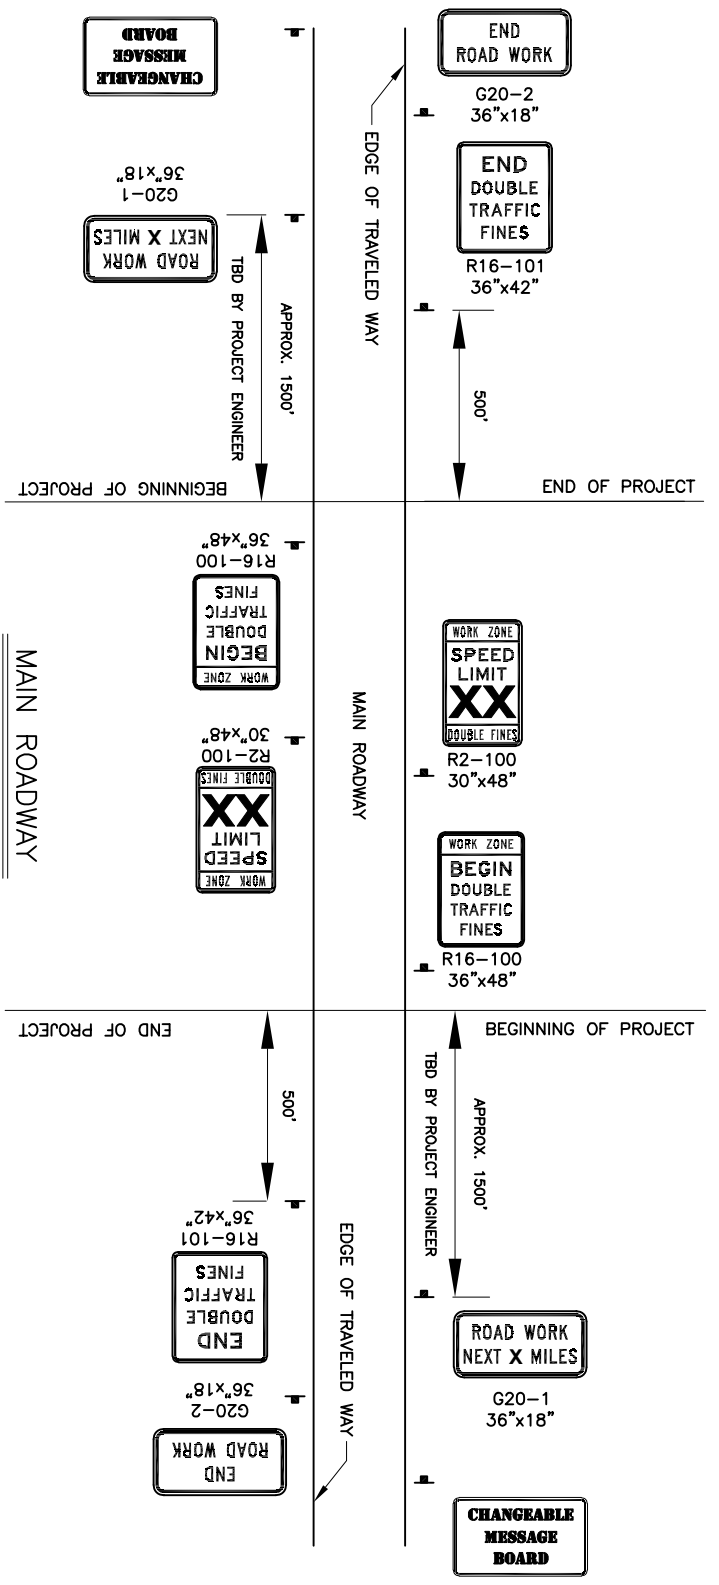 CHANGEABLE
MESSAGE
BOARD
G20-1
36"x18"
ROAD WORK
NEXT X MILES
APPROX. 1500'
TBD BY PROJECT ENGINEER
BEGINNING OF PROJECT
R16-100
36"x48"
WORK ZONE
BEGIN
DOUBLE
TRAFFIC
FINES
R2-100
30"x48"
WORK ZONE
SPEED
LIMIT
XX
DOUBLE FINES
MAIN ROADWAY
END OF PROJECT
500'
R16-101
36"x42"
END
DOUBLE
TRAFFIC
FINES
G20-2
36"x18"
END
ROAD WORK
EDGE OF TRAVELED WAY
MAIN ROADWAY
EDGE OF TRAVELED WAY
END
ROAD WORK
G20-2
36"x18"
END
DOUBLE
TRAFFIC
FINES
R16-101
36"x42"
500'
END OF PROJECT
WORK ZONE
SPEED
LIMIT
XX
DOUBLE FINES
R2-100
30"x48"
WORK ZONE
BEGIN
DOUBLE
TRAFFIC
FINES
R16-100
36"x48"
BEGINNING OF PROJECT
APPROX. 1500'
TBD BY PROJECT ENGINEER
ROAD WORK
NEXT X MILES
G20-1
36"x18"
CHANGEABLE
MESSAGE
BOARD